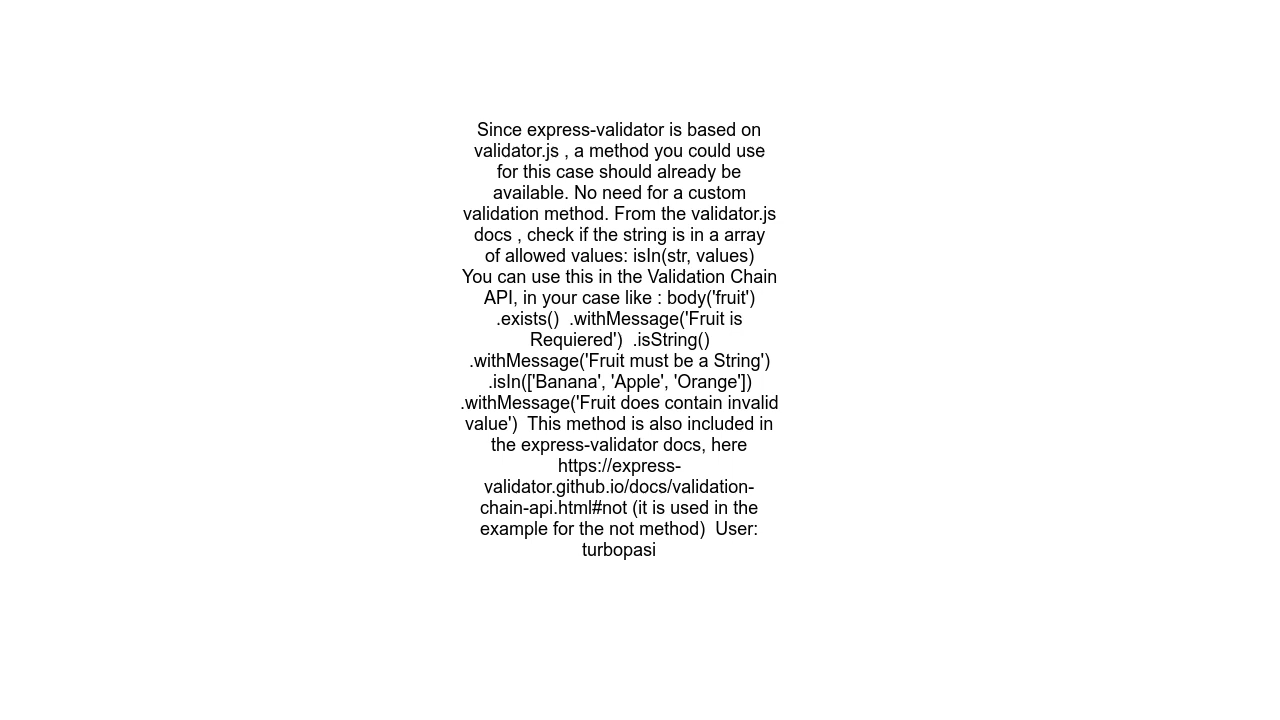 Since express-validator is based on
validator.js , a method you could use
for this case should already be
available. No need for a custom
validation method. From the validator.js
docs , check if the string is in a array
of allowed values: isIn(str, values)
You can use this in the Validation Chain
API, in your case like : body('fruit')
.exists()  .withMessage('Fruit is
Requiered')  .isString()
.withMessage('Fruit must be a String')
.isIn(['Banana', 'Apple', 'Orange'])
.withMessage('Fruit does contain invalid
value')  This method is also included in
the express-validator docs, here
https://express-
validator.github.io/docs/validation-
chain-api.html#not (it is used in the
example for the not method)  User:
turbopasi